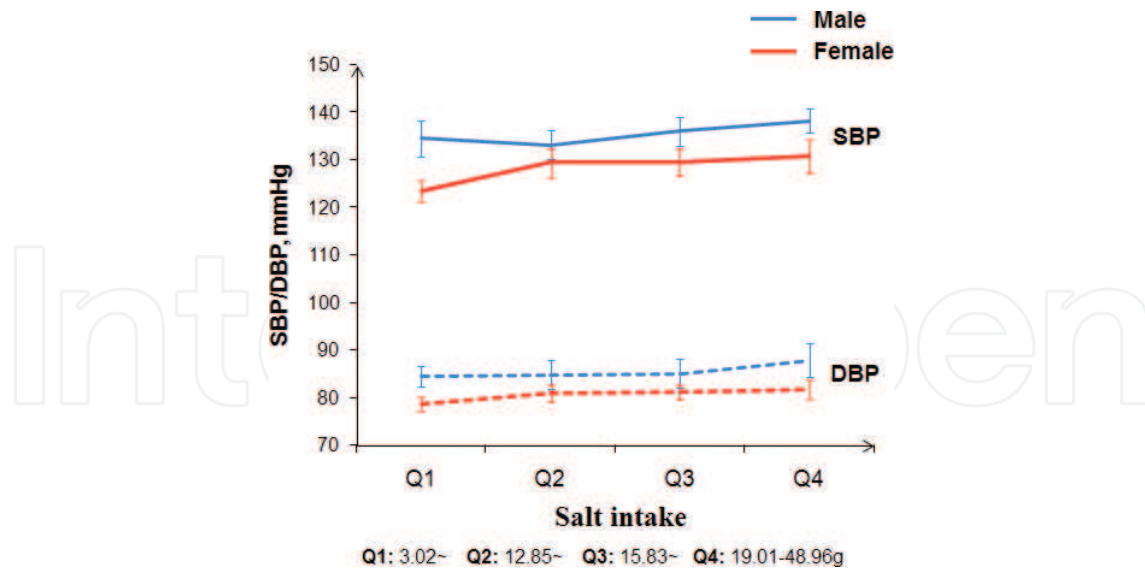 Male
Female
150
140
130
120
110
100
90
80
70
SBP/DBP, mmHg
SBP
DBP
Q1 Q2 Q3 Q4
Salt intake
Q1: 3.02~ Q2: 12.85~ Q3: 15.83~ Q4: 19.01-48.96g